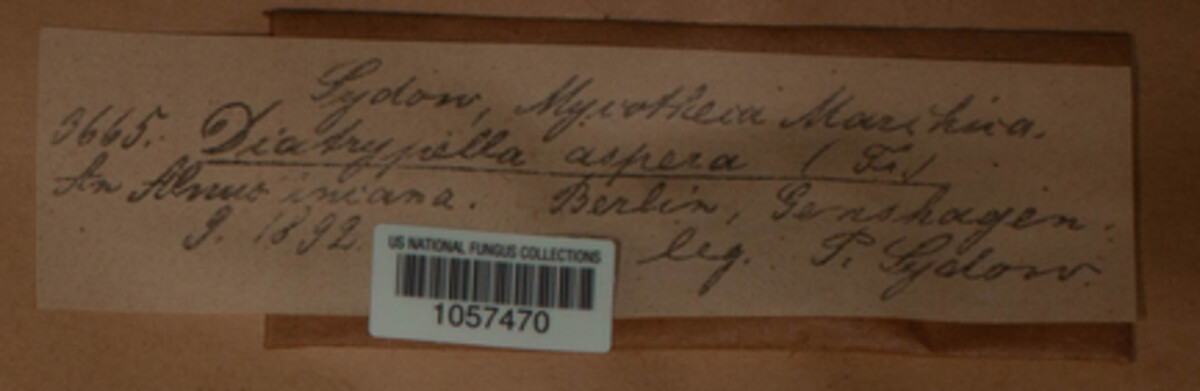 Sydow, Mycotheca Marchica.
3665. Diatrypella aspera (Fr.)
An Alnus incana. Berlin, Genshagen.
9. 1892. leg. P. Sydow.
US NATIONAL FUNGUS COLLECTIONS
1057470